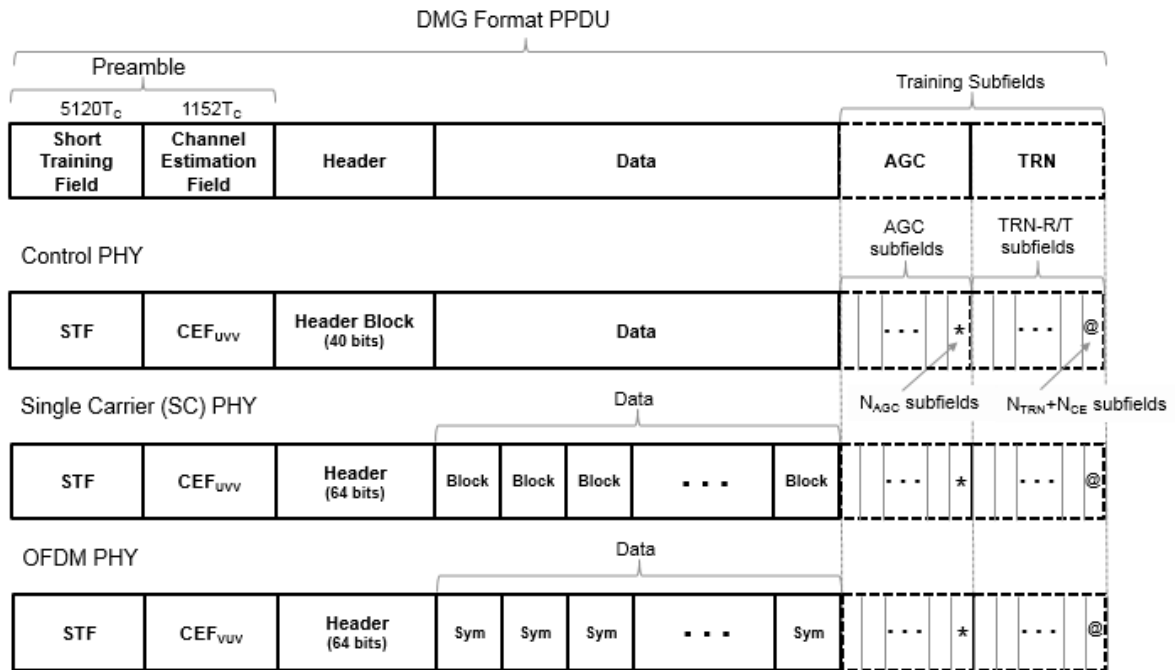 DMG Format PPDU
Preamble
Training Subfields
5120Tc 1152Tc
Short Training Field
Channel Estimation Field
Header
Data
AGC
TRN
AGC subfields
TRN-R/T subfields
Control PHY
STF
CEFUVV
Header Block
(40 bits)
Data
- - -
*
- - -
@
NAGC subfields
NTRN+NCE subfields
Single Carrier (SC) PHY
Data
STF
CEFUVV
Header
(64 bits)
Block Block Block - - - Block
- - -
*
- - -
@
OFDM PHY
Data
STF
CEFVUV
Header
(64 bits)
Sym Sym Sym - - - Sym
- - -
*
- - -
@